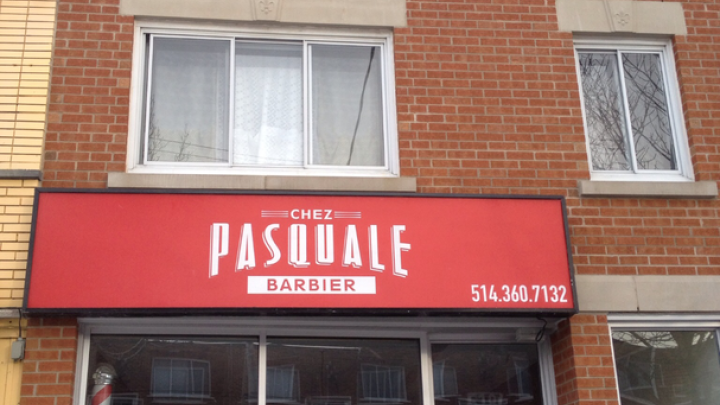 CHEZ
PASQUALE
BARBIER
514.360.7132